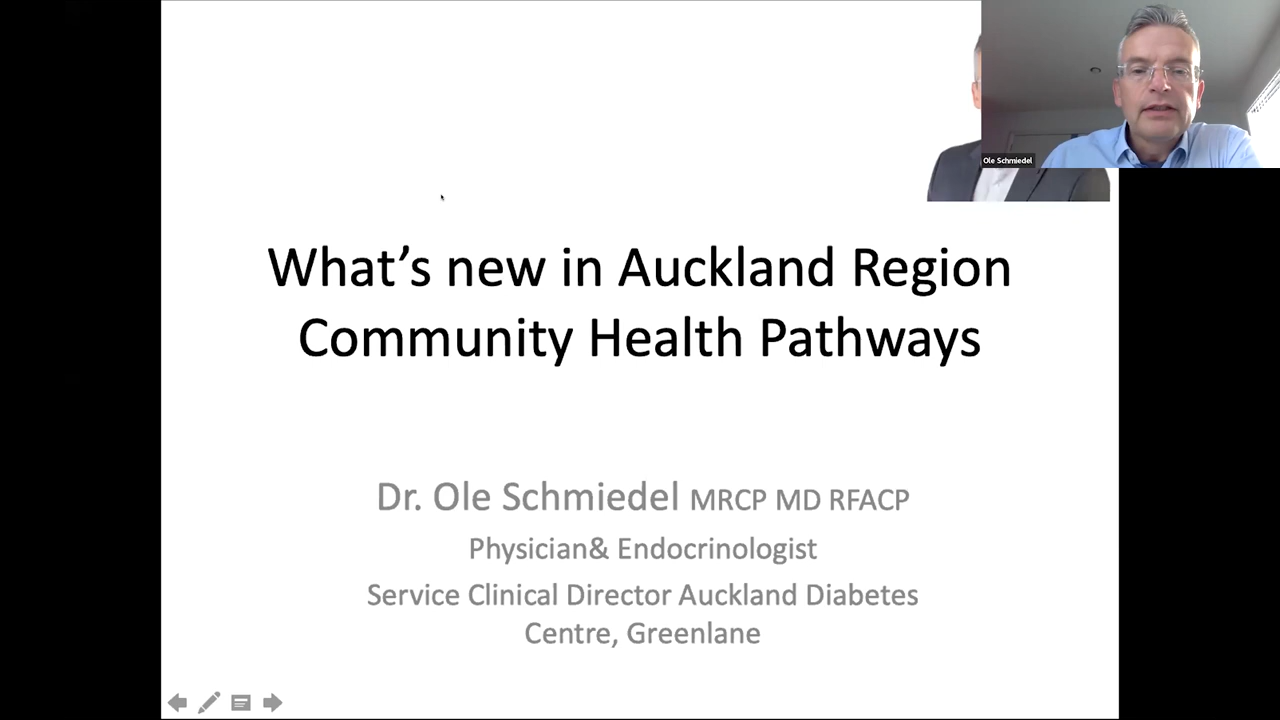 Ole Schmiedel
What's new in Auckland Region
Community Health Pathways
Dr. Ole Schmiedel MRCP MD RFACP
Physician& Endocrinologist
Service Clinical Director Auckland Diabetes
Centre, Greenlane